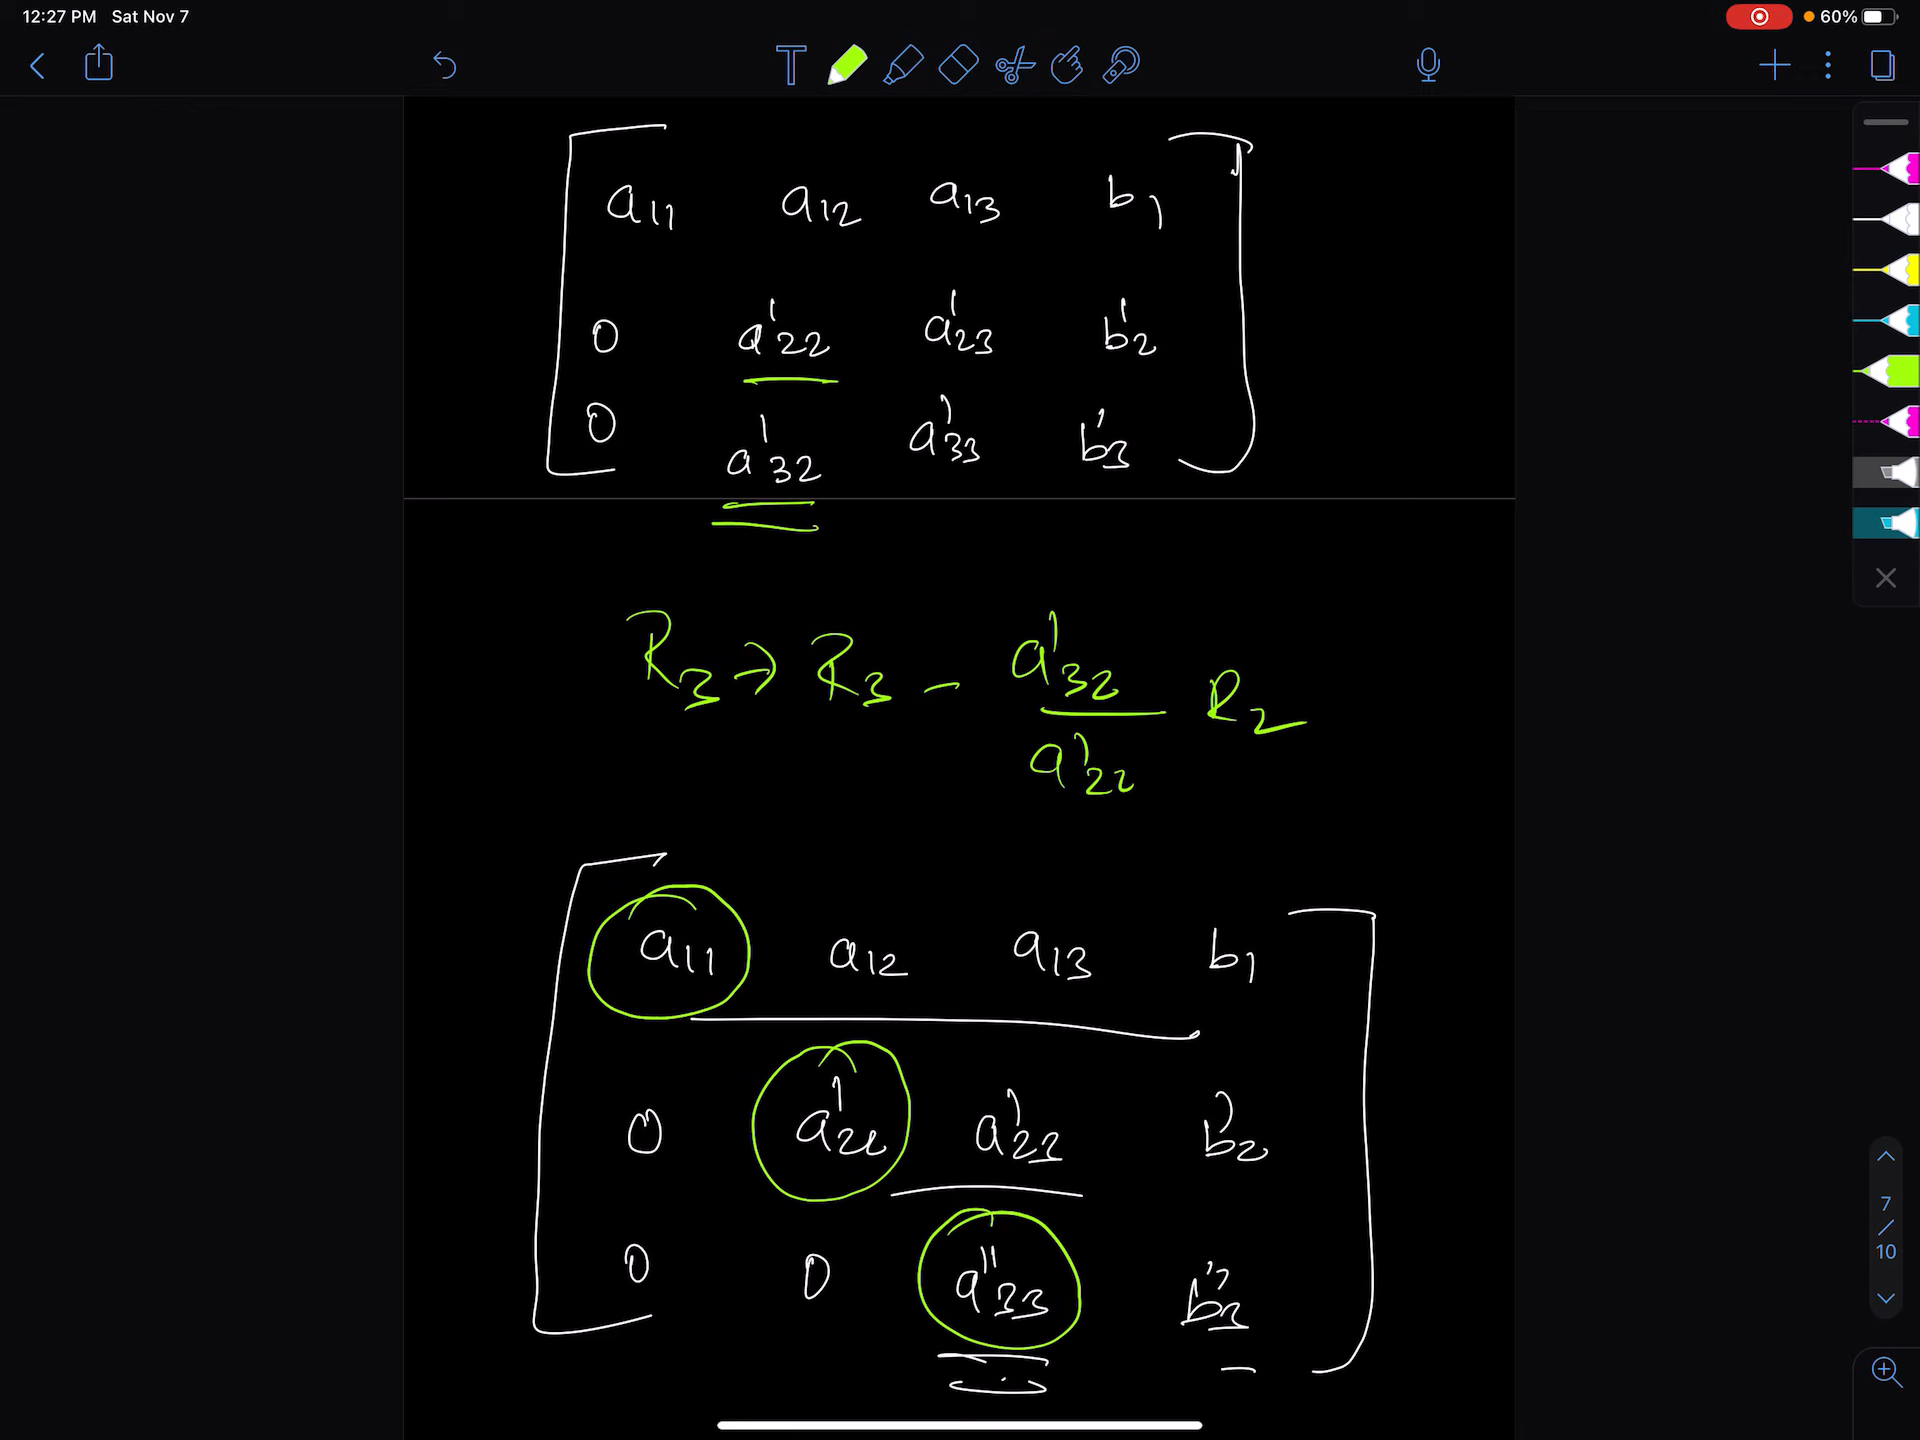 12:27 PM Sat Nov 7
60%
a11 a12 a13 b1
0 a'22 a'23 b'2
0 a'32 a'33 b'3
R3 → R3 - a'32 / a'22 R2
a11 a12 a13 b1
0 a'22 a'23 b'2
0 0 a''33 b''3
7
/
10